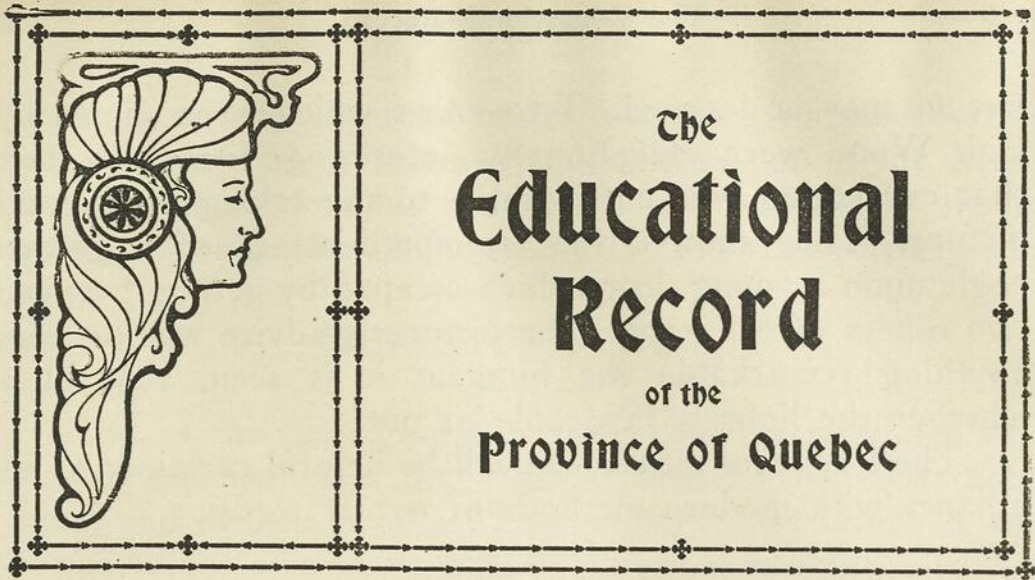 The
Educational
Record
of the
Province of Quebec